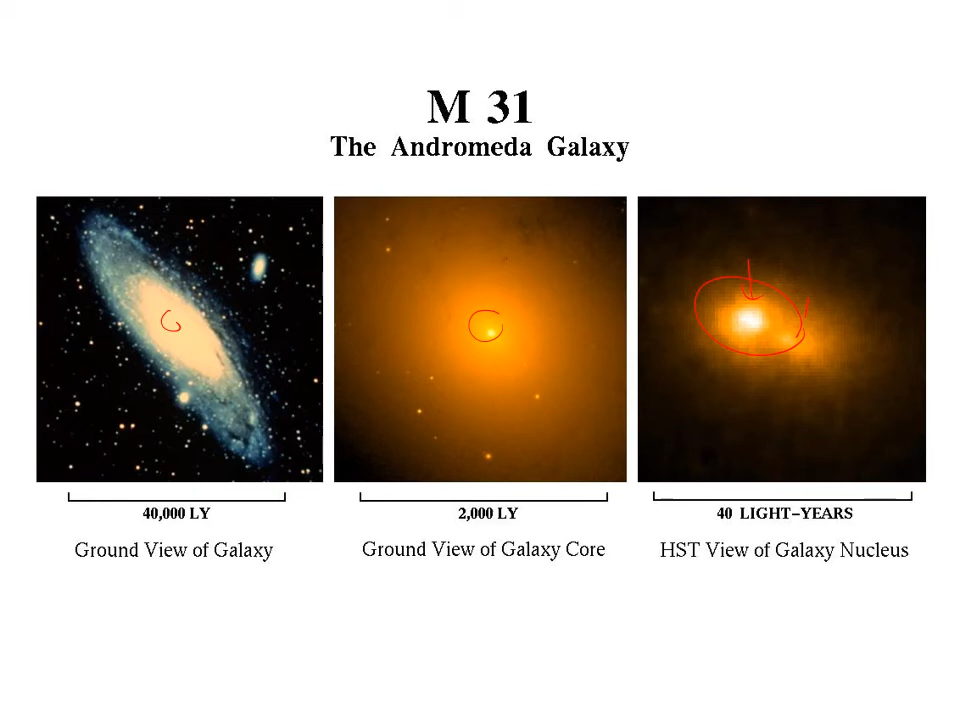 M 31
The Andromeda Galaxy
40,000 LY
2,000 LY
40 LIGHT-YEARS
Ground View of Galaxy
Ground View of Galaxy Core
HST View of Galaxy Nucleus